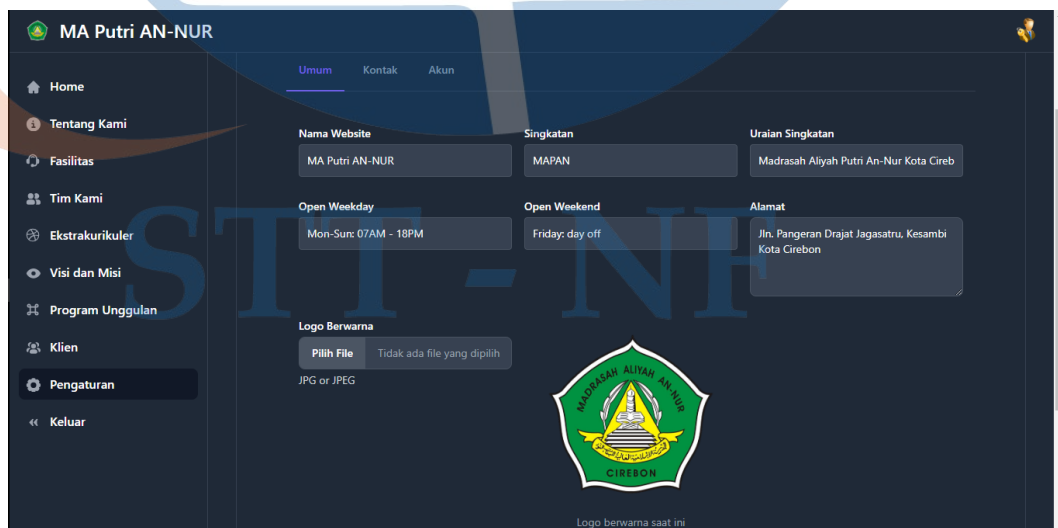 MA Putri AN-NUR
Home
Tentang Kami
Fasilitas
Tim Kami
Ekstrakurikuler
Visi dan Misi
Program Unggulan
Klien
Pengaturan
Keluar
Umum Kontak Akun
Nama Website
MA Putri AN-NUR
Singkatan
MAPAN
Uraian Singkatan
Madrasah Aliyah Putri An-Nur Kota Cireb
Open Weekday
Mon-Sun: 07AM - 18PM
Open Weekend
Friday: day off
Alamat
Jln. Pangeran Drajat Jagasatru, Kesambi
Kota Cirebon
Logo Berwarna
Pilih File Tidak ada file yang dipilih
JPG or JPEG
MADRASAH ALIYAH AN-NUR
CIREBON
Logo berwarna saat ini
STT - NF